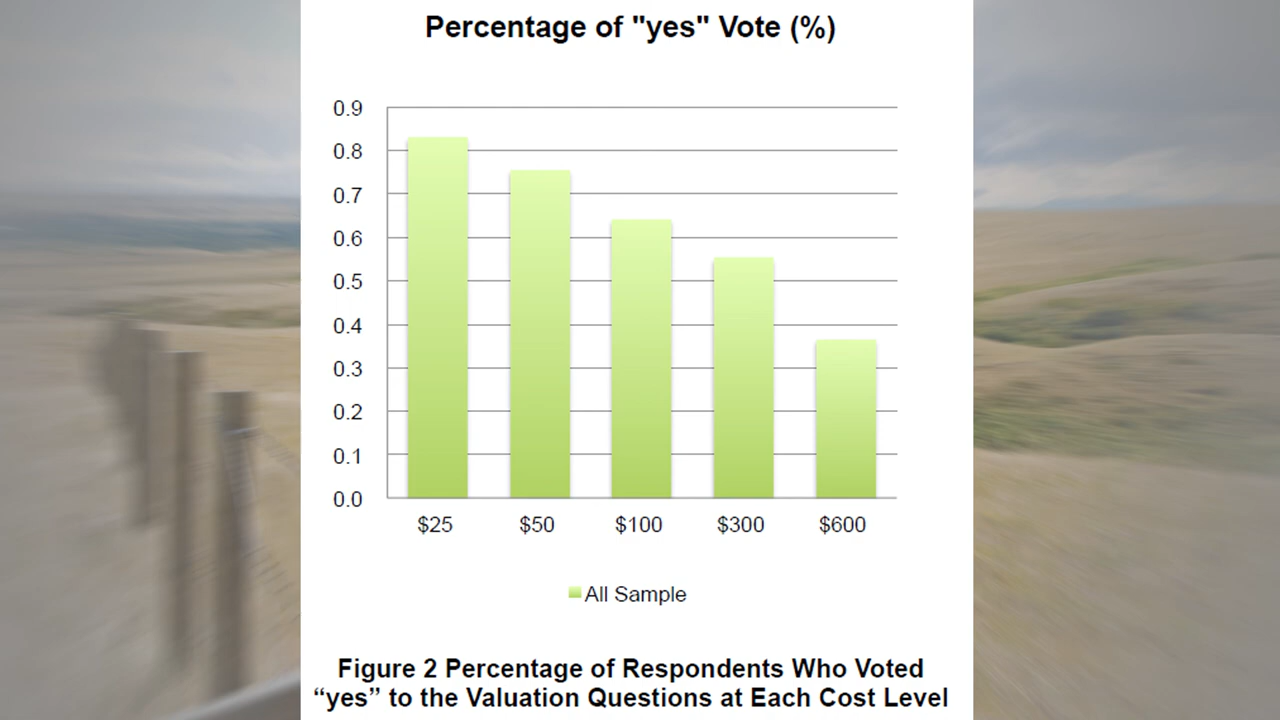 Percentage of "yes" Vote (%)
0.9
0.8
0.7
0.6
0.5
0.4
0.3
0.2
0.1
0.0
$25 $50 $100 $300 $600
All Sample
Figure 2 Percentage of Respondents Who Voted
“yes” to the Valuation Questions at Each Cost Level